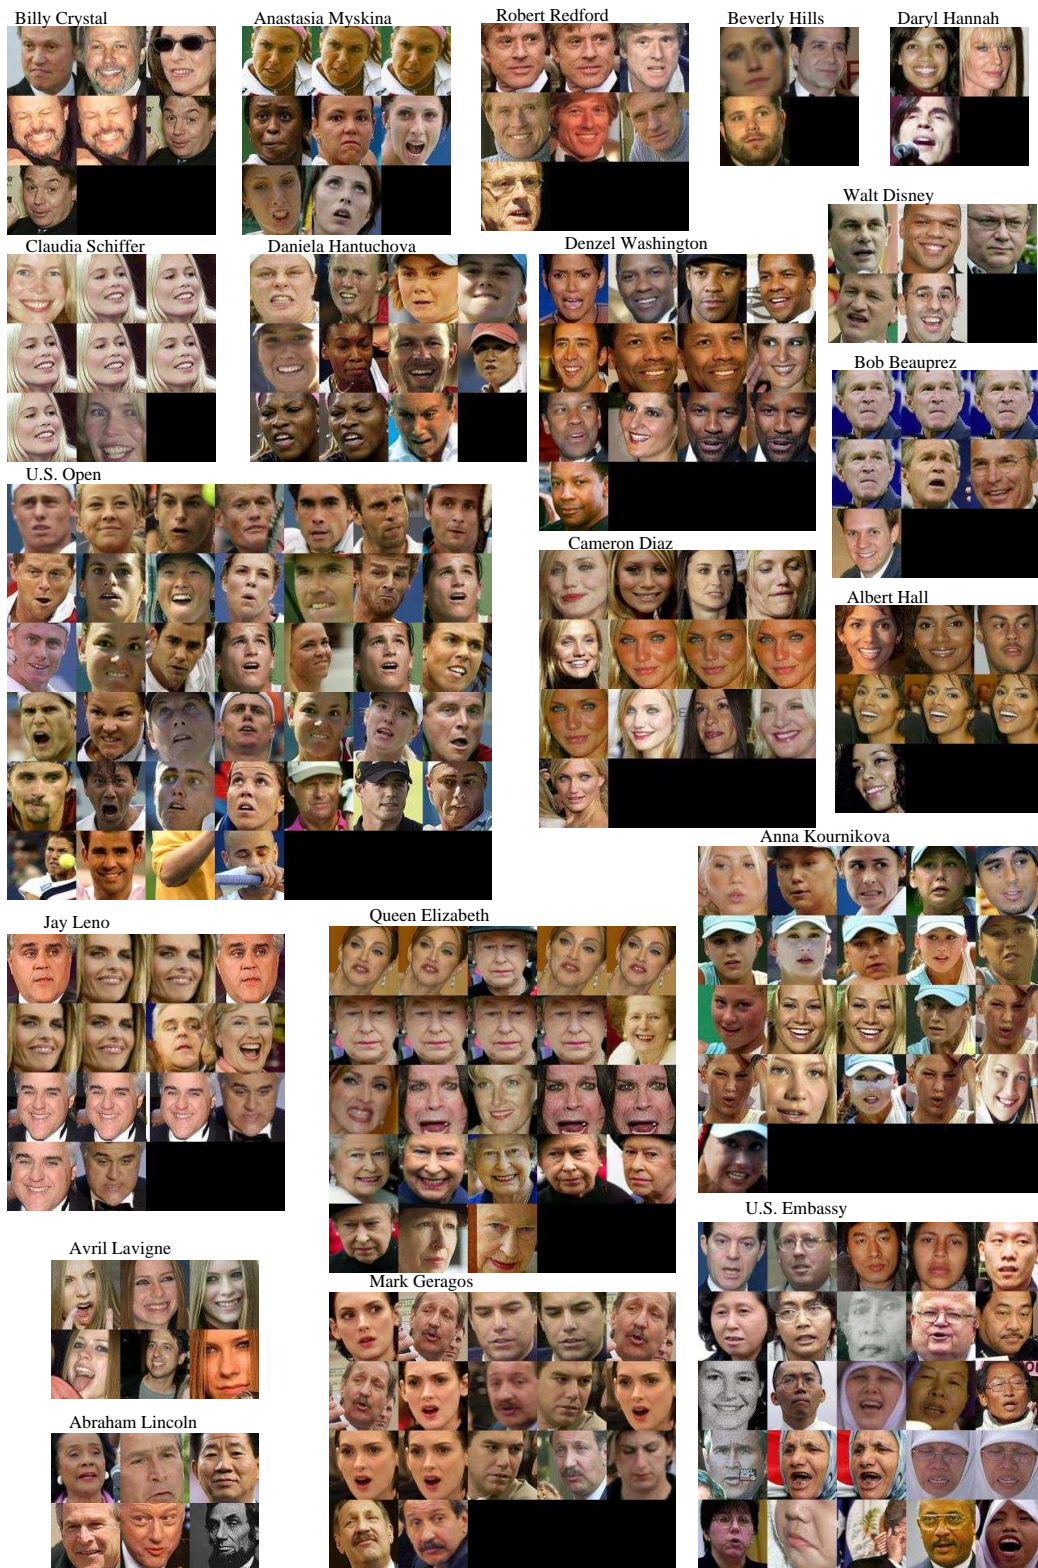 Billy Crystal
Anastasia Myskina
Robert Redford
Beverly Hills
Daryl Hannah
Walt Disney
Claudia Schiffer
Daniela Hantuchova
Denzel Washington
Bob Beauprez
U.S. Open
Cameron Diaz
Albert Hall
Anna Kournikova
Jay Leno
Queen Elizabeth
U.S. Embassy
Avril Lavigne
Mark Geragos
Abraham Lincoln